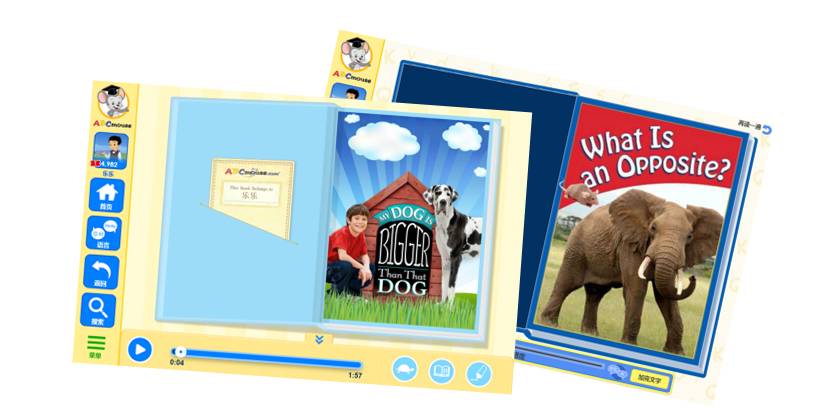 ABCmouse
4,982
乐乐
首页
语言
返回
搜索
菜单
ABCmouse.com
This book belongs to
乐乐
MY DOG IS
BIGGER
Than That
DOG
0:04
1:57
ABCmouse
再读一遍
What Is
an Opposite?
加亮文字